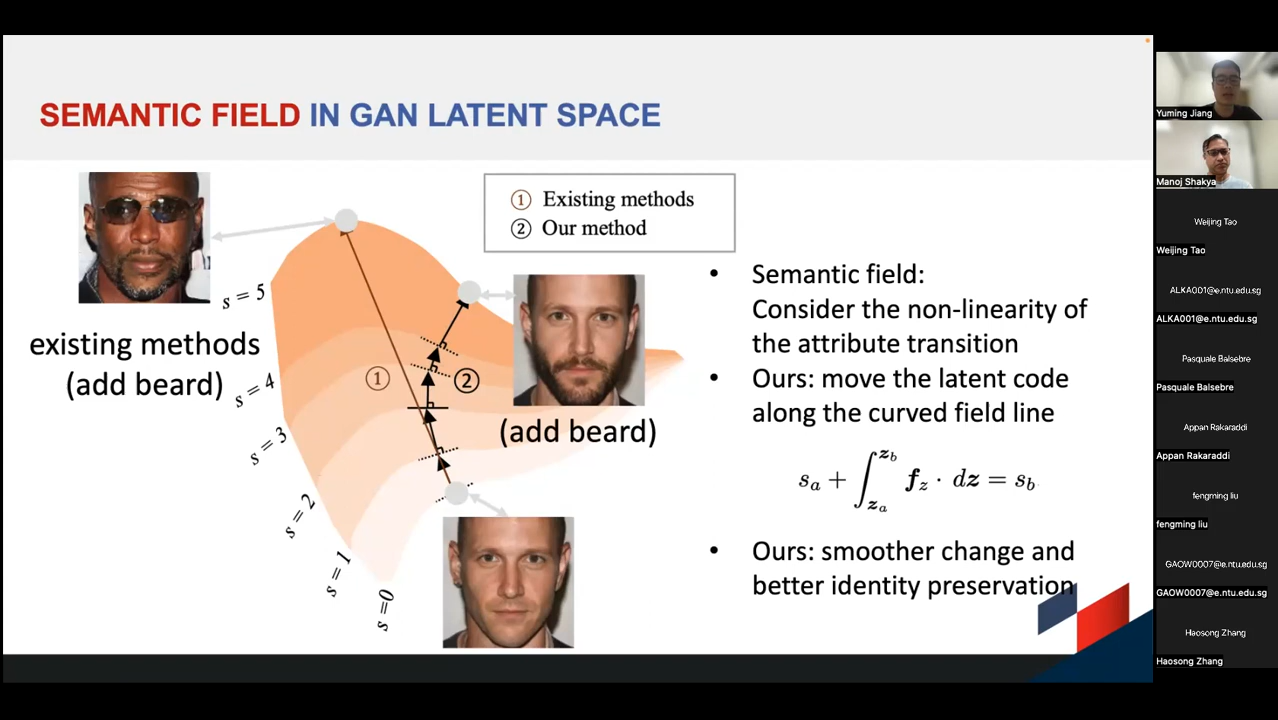 SEMANTIC FIELD IN GAN LATENT SPACE
① Existing methods
② Our method
s = 5
existing methods
(add beard)
s = 4
①
②
(add beard)
s = 3
s = 2
s = 1
s =0
• Semantic field:
Consider the non-linearity of
the attribute transition
• Ours: move the latent code
along the curved field line
sₐ + ∫_{zₐ}^{z_b} f_z · dz = s_b
• Ours: smoother change and
better identity preservation
Yuming Jiang
Manoj Shakya
Weijing Tao
Weijing Tao
ALKA001@e.ntu.edu.sg
ALKA001@e.ntu.edu.sg
Pasquale Balsebre
Pasquale Balsebre
Appan Rakaraddi
Appan Rakaraddi
fengming liu
fengming liu
GAOW0007@e.ntu.edu.sg
GAOW0007@e.ntu.edu.sg
Haosong Zhang
Haosong Zhang